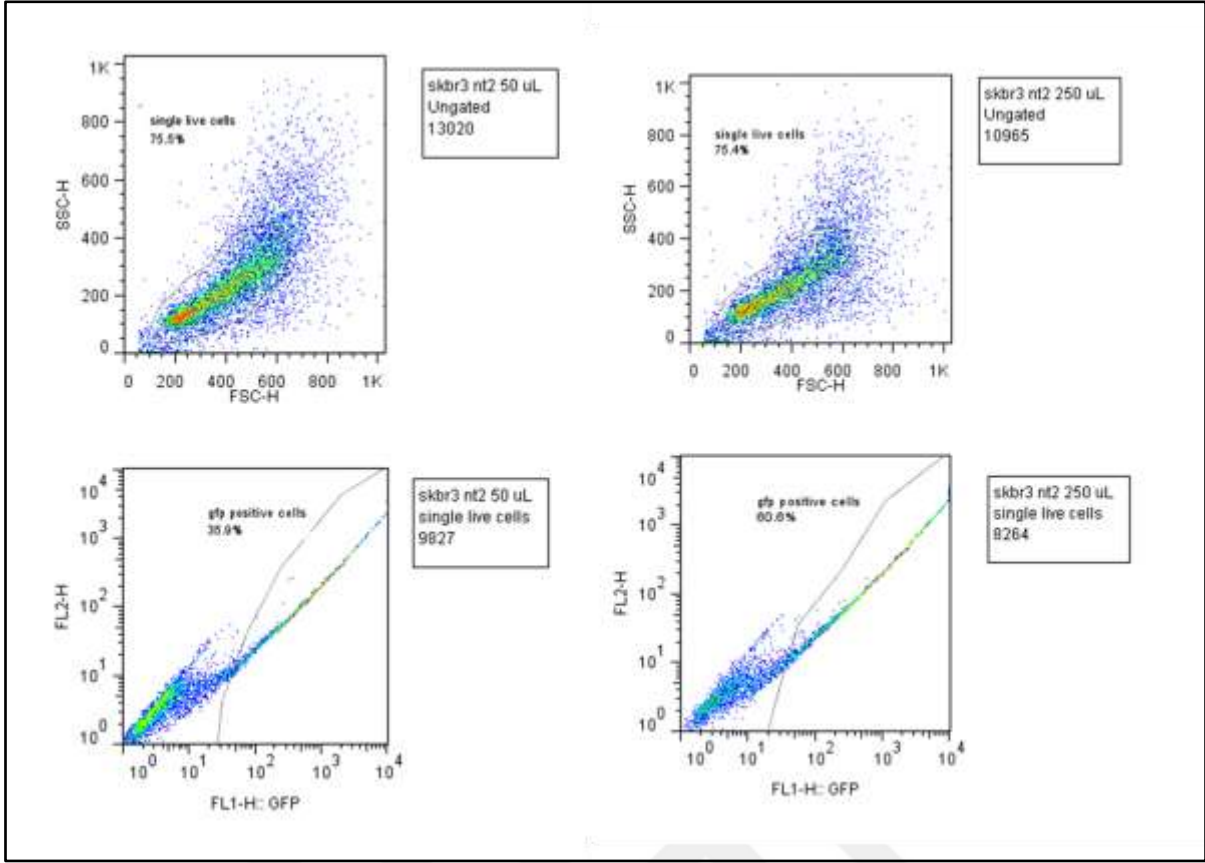 1K
800
600
400
200
0
SSC-H
single live cells
75.5%
0 200 400 600 800 1K
FSC-H
skbr3 nt2 50 uL
Ungated
13020
1K
800
600
400
200
0
SSC-H
single live cells
75.4%
0 200 400 600 800 1K
FSC-H
skbr3 nt2 250 uL
Ungated
10965
10^4
10^3
10^2
10^1
10^0
FL2-H
gfp positive cells
35.9%
10^0 10^1 10^2 10^3 10^4
FL1-H:: GFP
skbr3 nt2 50 uL
single live cells
9827
10^4
10^3
10^2
10^1
10^0
FL2-H
gfp positive cells
60.6%
10^0 10^1 10^2 10^3 10^4
FL1-H:: GFP
skbr3 nt2 250 uL
single live cells
8264